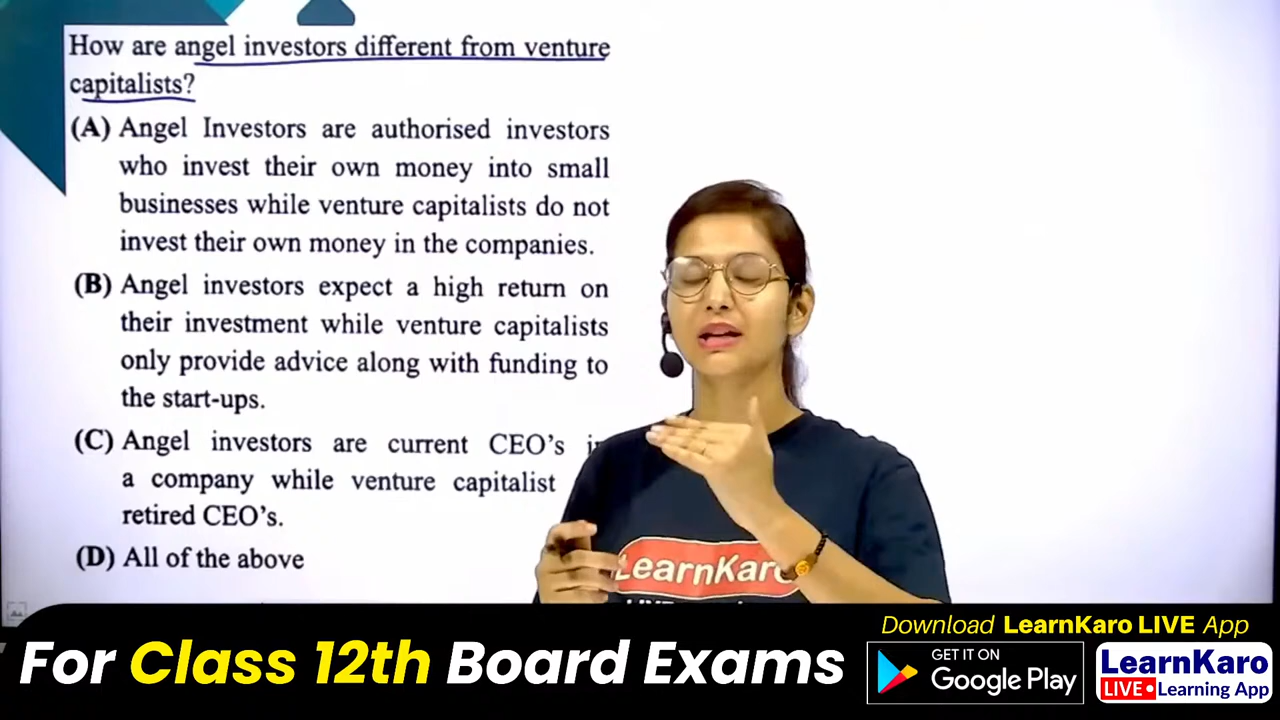 How are angel investors different from venture
capitalists?
(A) Angel Investors are authorised investors
who invest their own money into small
businesses while venture capitalists do not
invest their own money in the companies.
(B) Angel investors expect a high return on
their investment while venture capitalists
only provide advice along with funding to
the start-ups.
(C) Angel investors are current CEO's
a company while venture capitalist
retired CEO's.
(D) All of the above
LearnKaro
For Class 12th Board Exams
Download LearnKaro LIVE App
GET IT ON
Google Play
LearnKaro
LIVE Learning App